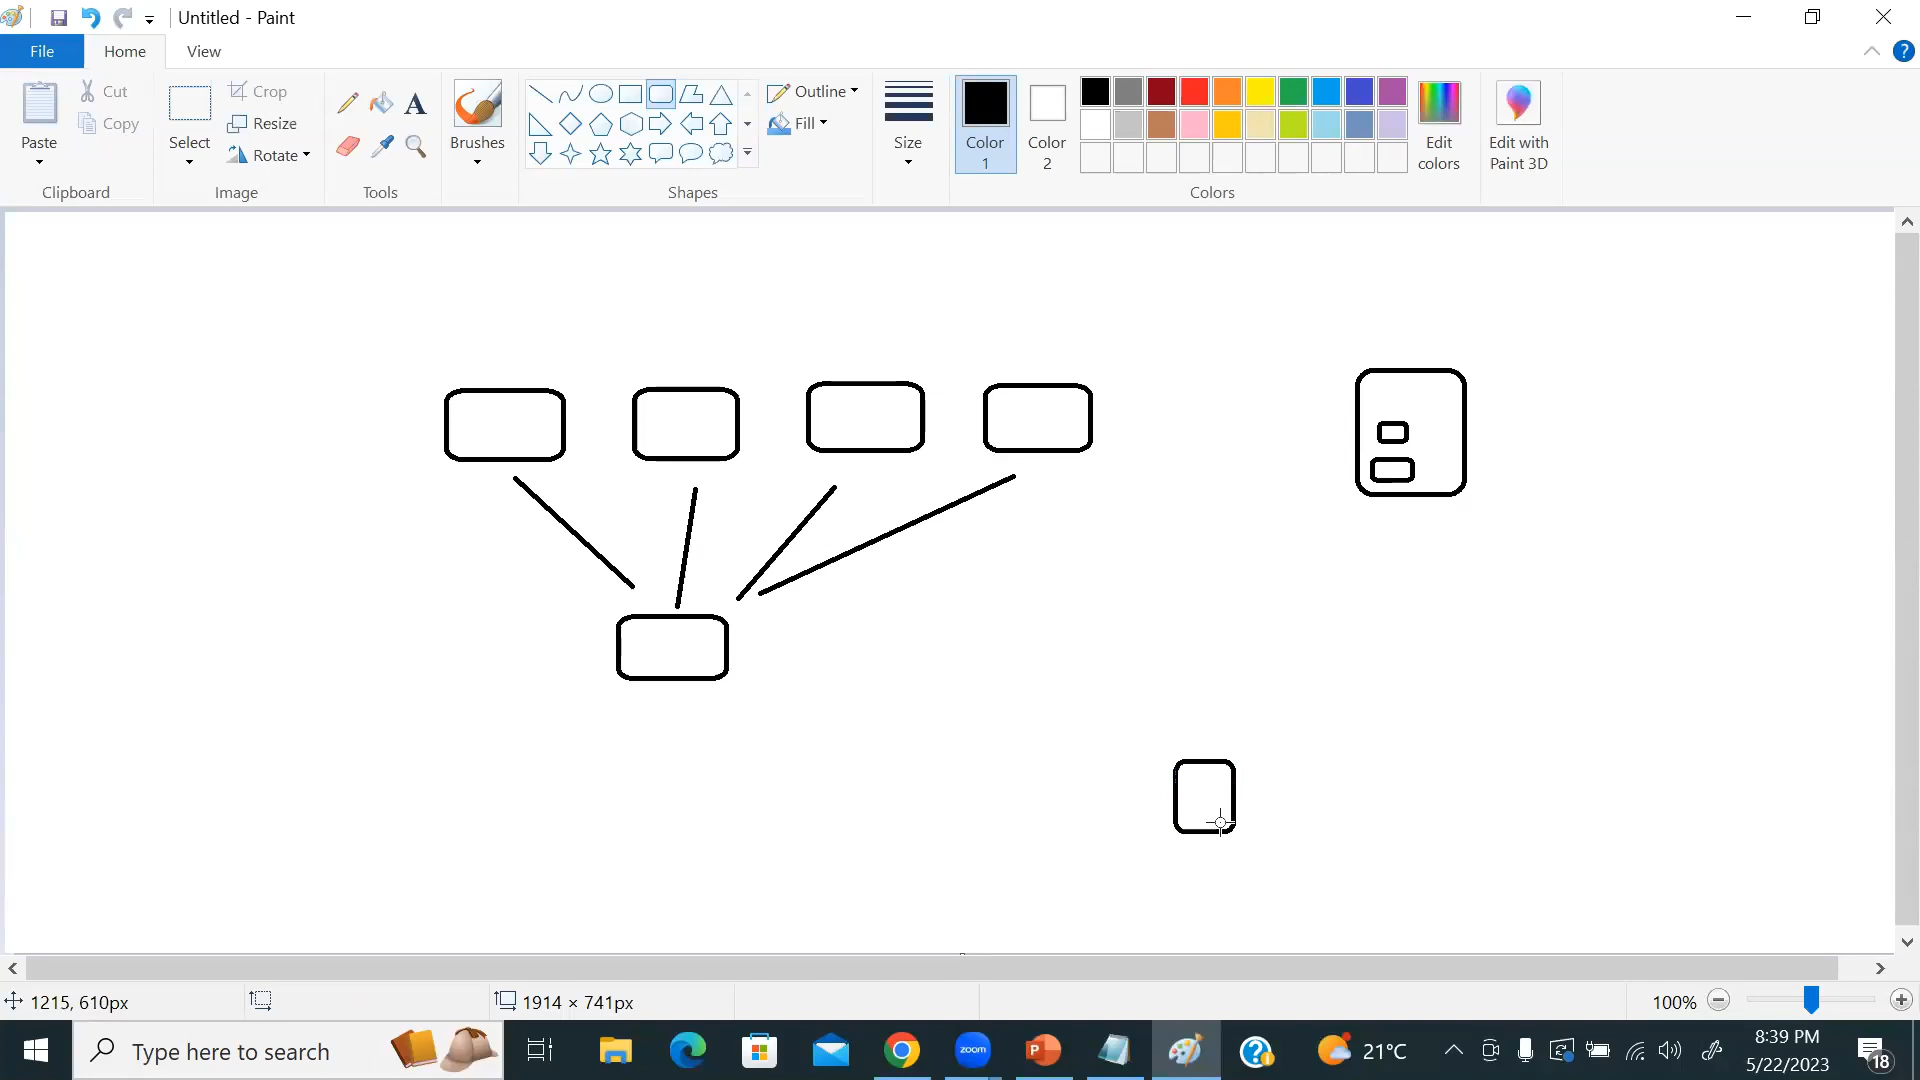 Untitled - Paint
File
Home
View
?
Paste
Cut
Copy
Clipboard
Select
Crop
Resize
Rotate
Image
A
Tools
Brushes
Outline
Fill
Shapes
Size
Color 1
Color 2
Edit colors
Colors
Edit with Paint 3D
1215, 610px
1914 × 741px
100%
Type here to search
zoom
P
?
21°C
8:39 PM
5/22/2023
18